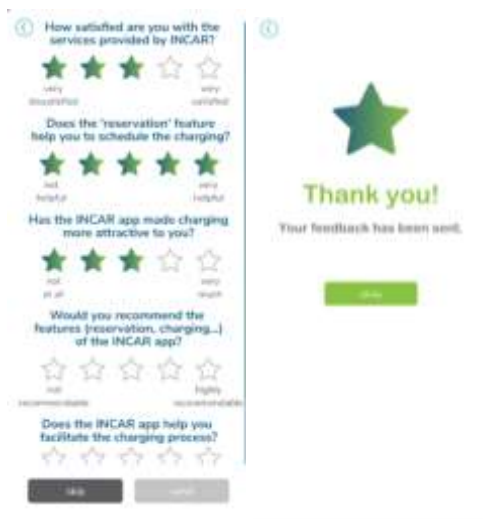 How satisfied are you with the
services provided by INCAR?
very
dissatisfied
very
satisfied
Does the 'reservation' feature
help you to schedule the charging?
not
helpful
very
helpful
Has the INCAR app made charging
more attractive to you?
not
at all
very
much
Would you recommend the
features (reservation, charging...)
of the INCAR app?
not
recommendable
highly
recommendable
Does the INCAR app help you
facilitate the charging process?
skip
send
Thank you!
Your feedback has been sent.